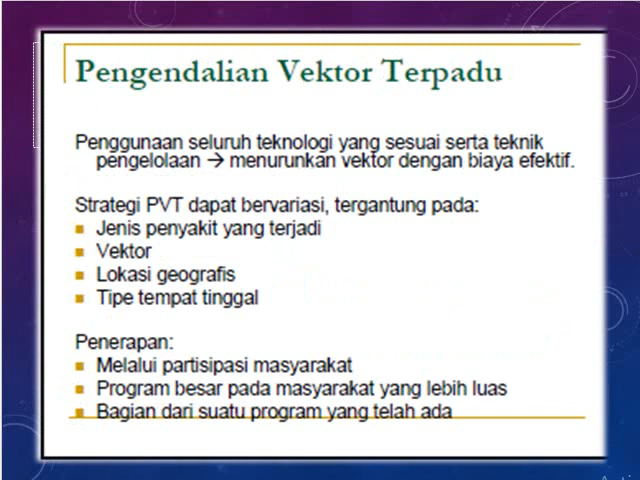 Pengendalian Vektor Terpadu
Penggunaan seluruh teknologi yang sesuai serta teknik
pengelolaan → menurunkan vektor dengan biaya efektif.
Strategi PVT dapat bervariasi, tergantung pada:
Jenis penyakit yang terjadi
Vektor
Lokasi geografis
Tipe tempat tinggal
Penerapan:
Melalui partisipasi masyarakat
Program besar pada masyarakat yang lebih luas
Bagian dari suatu program yang telah ada